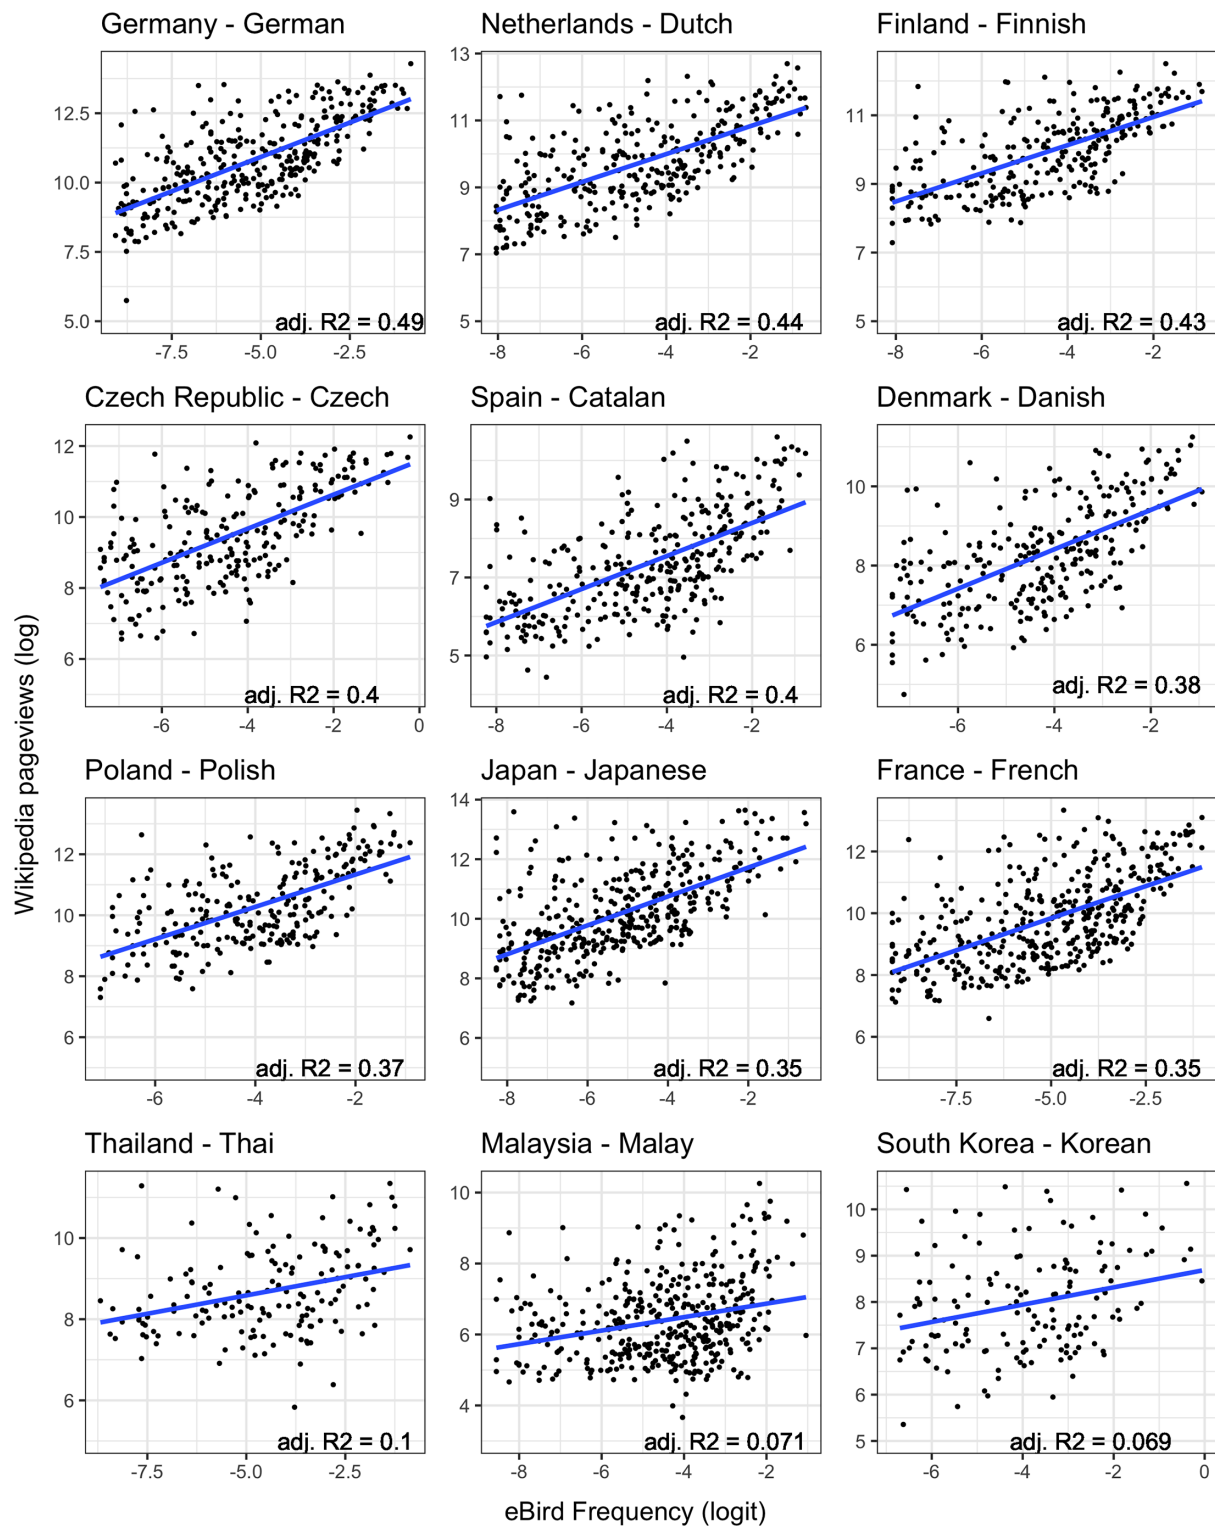 Germany - German
Netherlands - Dutch
Finland - Finnish
12.5
10.0
7.5
5.0
adj. R2 = 0.49
-7.5 -5.0 -2.5
13
11
9
7
5
adj. R2 = 0.44
-8 -6 -4 -2
11
9
7
5
adj. R2 = 0.43
-8 -6 -4 -2
Czech Republic - Czech
Spain - Catalan
Denmark - Danish
12
10
8
6
adj. R2 = 0.4
-6 -4 -2 0
9
7
5
adj. R2 = 0.4
-8 -6 -4 -2
10
8
6
adj. R2 = 0.38
-6 -4 -2
Wikipedia pageviews (log)
Poland - Polish
Japan - Japanese
France - French
12
10
8
6
adj. R2 = 0.37
-6 -4 -2
14
12
10
8
6
adj. R2 = 0.35
-8 -6 -4 -2
12
10
8
6
adj. R2 = 0.35
-7.5 -5.0 -2.5
Thailand - Thai
Malaysia - Malay
South Korea - Korean
10
8
6
adj. R2 = 0.1
-7.5 -5.0 -2.5
10
8
6
4
adj. R2 = 0.071
-8 -6 -4 -2
10
9
8
7
6
5
adj. R2 = 0.069
-6 -4 -2 0
eBird Frequency (logit)